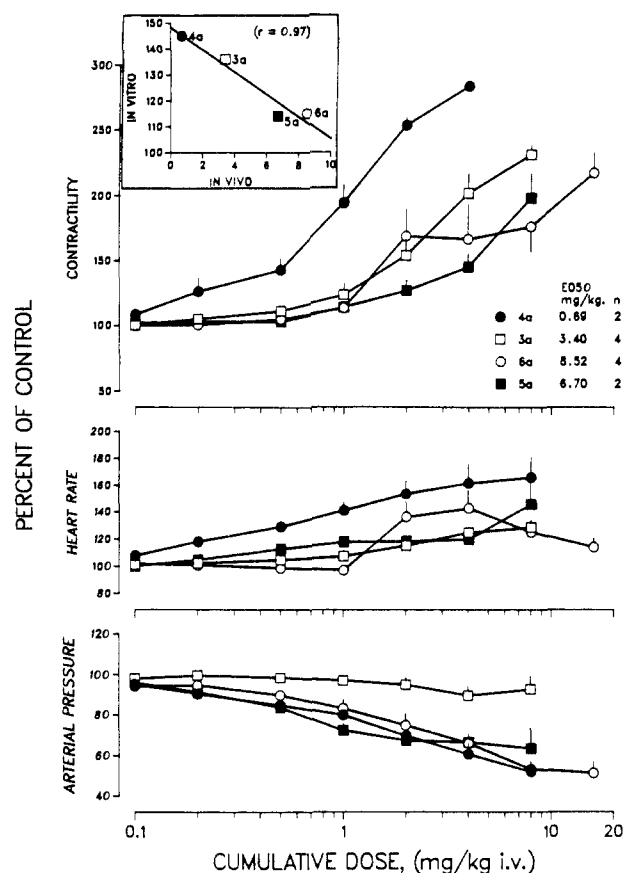 150
140
130
120
110
100
IN VITRO
(r = 0.97)
4a
3a
5a
6a
0 2 4 6 8 10
IN VIVO
300
250
200
150
100
50
CONTRACTILITY
PERCENT OF CONTROL
ED50
mg/kg. n
4a 0.69 2
3a 3.40 4
6a 8.52 4
5a 6.70 2
200
180
160
140
120
100
80
HEART RATE
120
100
80
60
40
ARTERIAL PRESSURE
0.1 1 10 20
CUMULATIVE DOSE, (mg/kg i.v.)